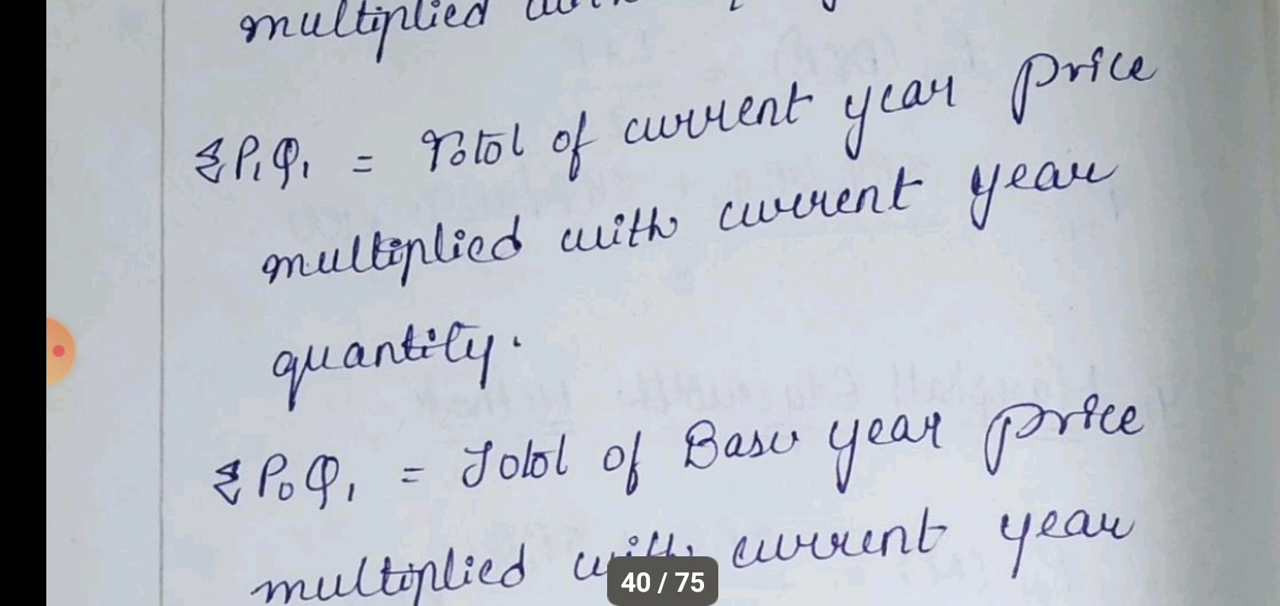 multiplied
ΣP₁Q₁ = Total of current year price
multiplied with current year
quantity.
ΣP₀Q₁ = Total of Base year price
multiplied with current year
40 / 75